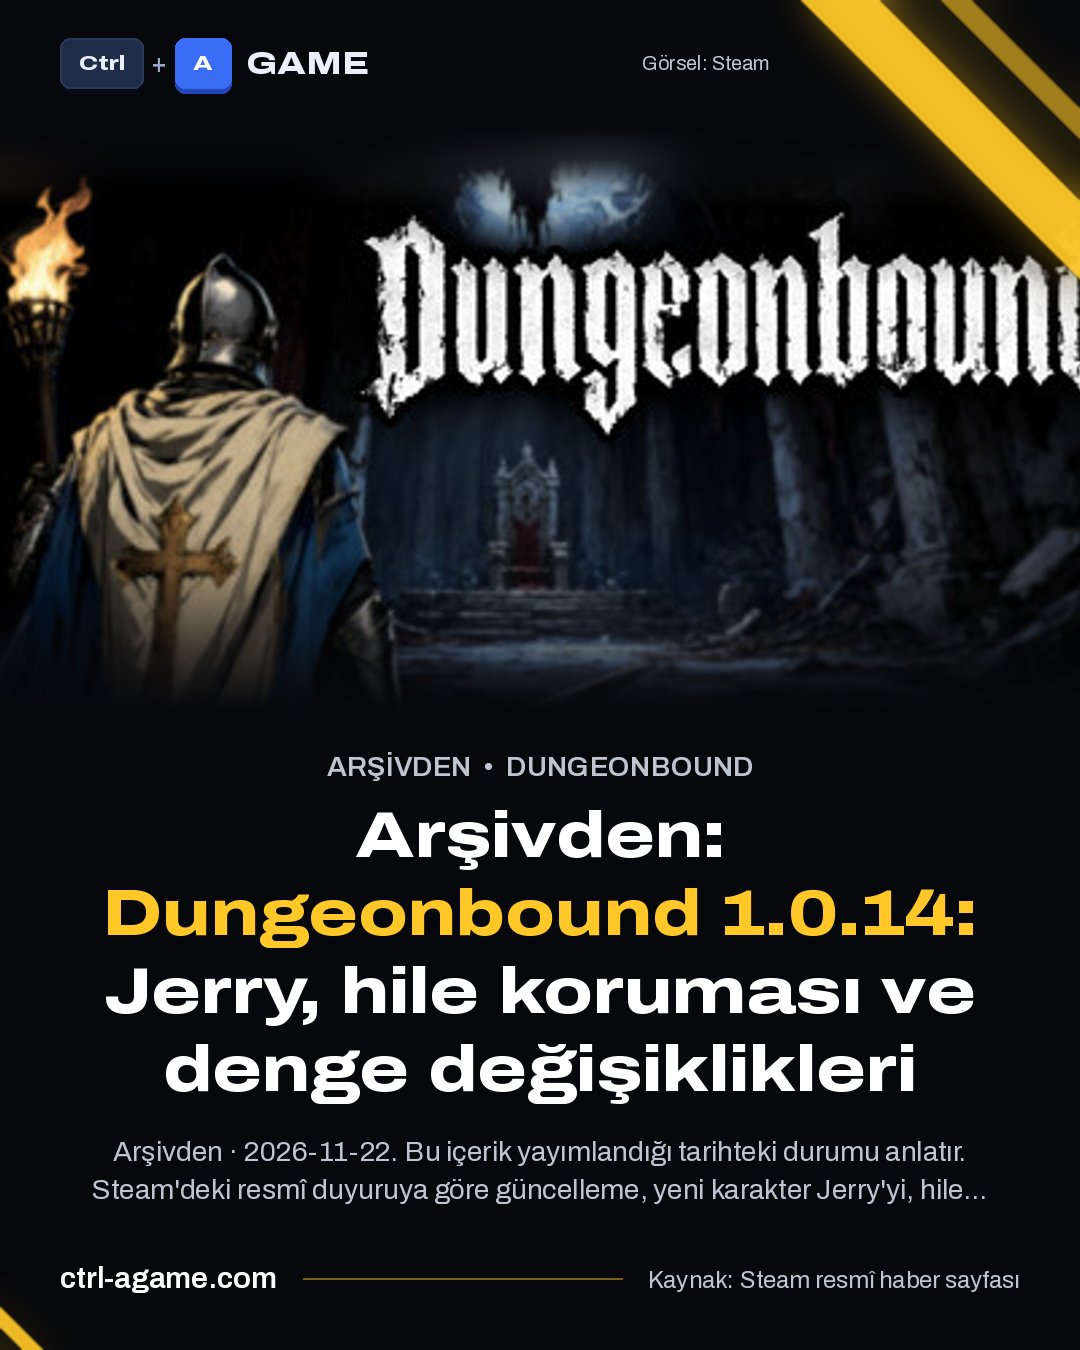 Ctrl + A GAME
Görsel: Steam
Dungeonbound
ARŞİVDEN • DUNGEONBOUND
Arşivden:
Dungeonbound 1.0.14:
Jerry, hile koruması ve
denge değişiklikleri
Arşivden · 2026-11-22. Bu içerik yayımlandığı tarihteki durumu anlatır.
Steam'deki resmî duyuruya göre güncelleme, yeni karakter Jerry'yi, hile...
ctrl-agame.com
Kaynak: Steam resmî haber sayfası